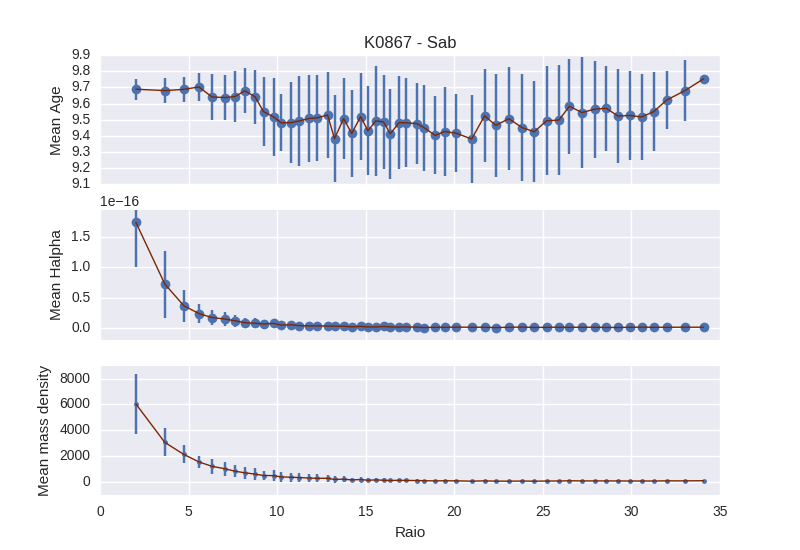 K0867 - Sab
9.9
9.8
9.7
9.6
9.5
9.4
9.3
9.2
9.1
Mean Age
1e−16
1.5
1.0
0.5
0.0
Mean Halpha
8000
6000
4000
2000
0
Mean mass density
0 5 10 15 20 25 30 35
Raio